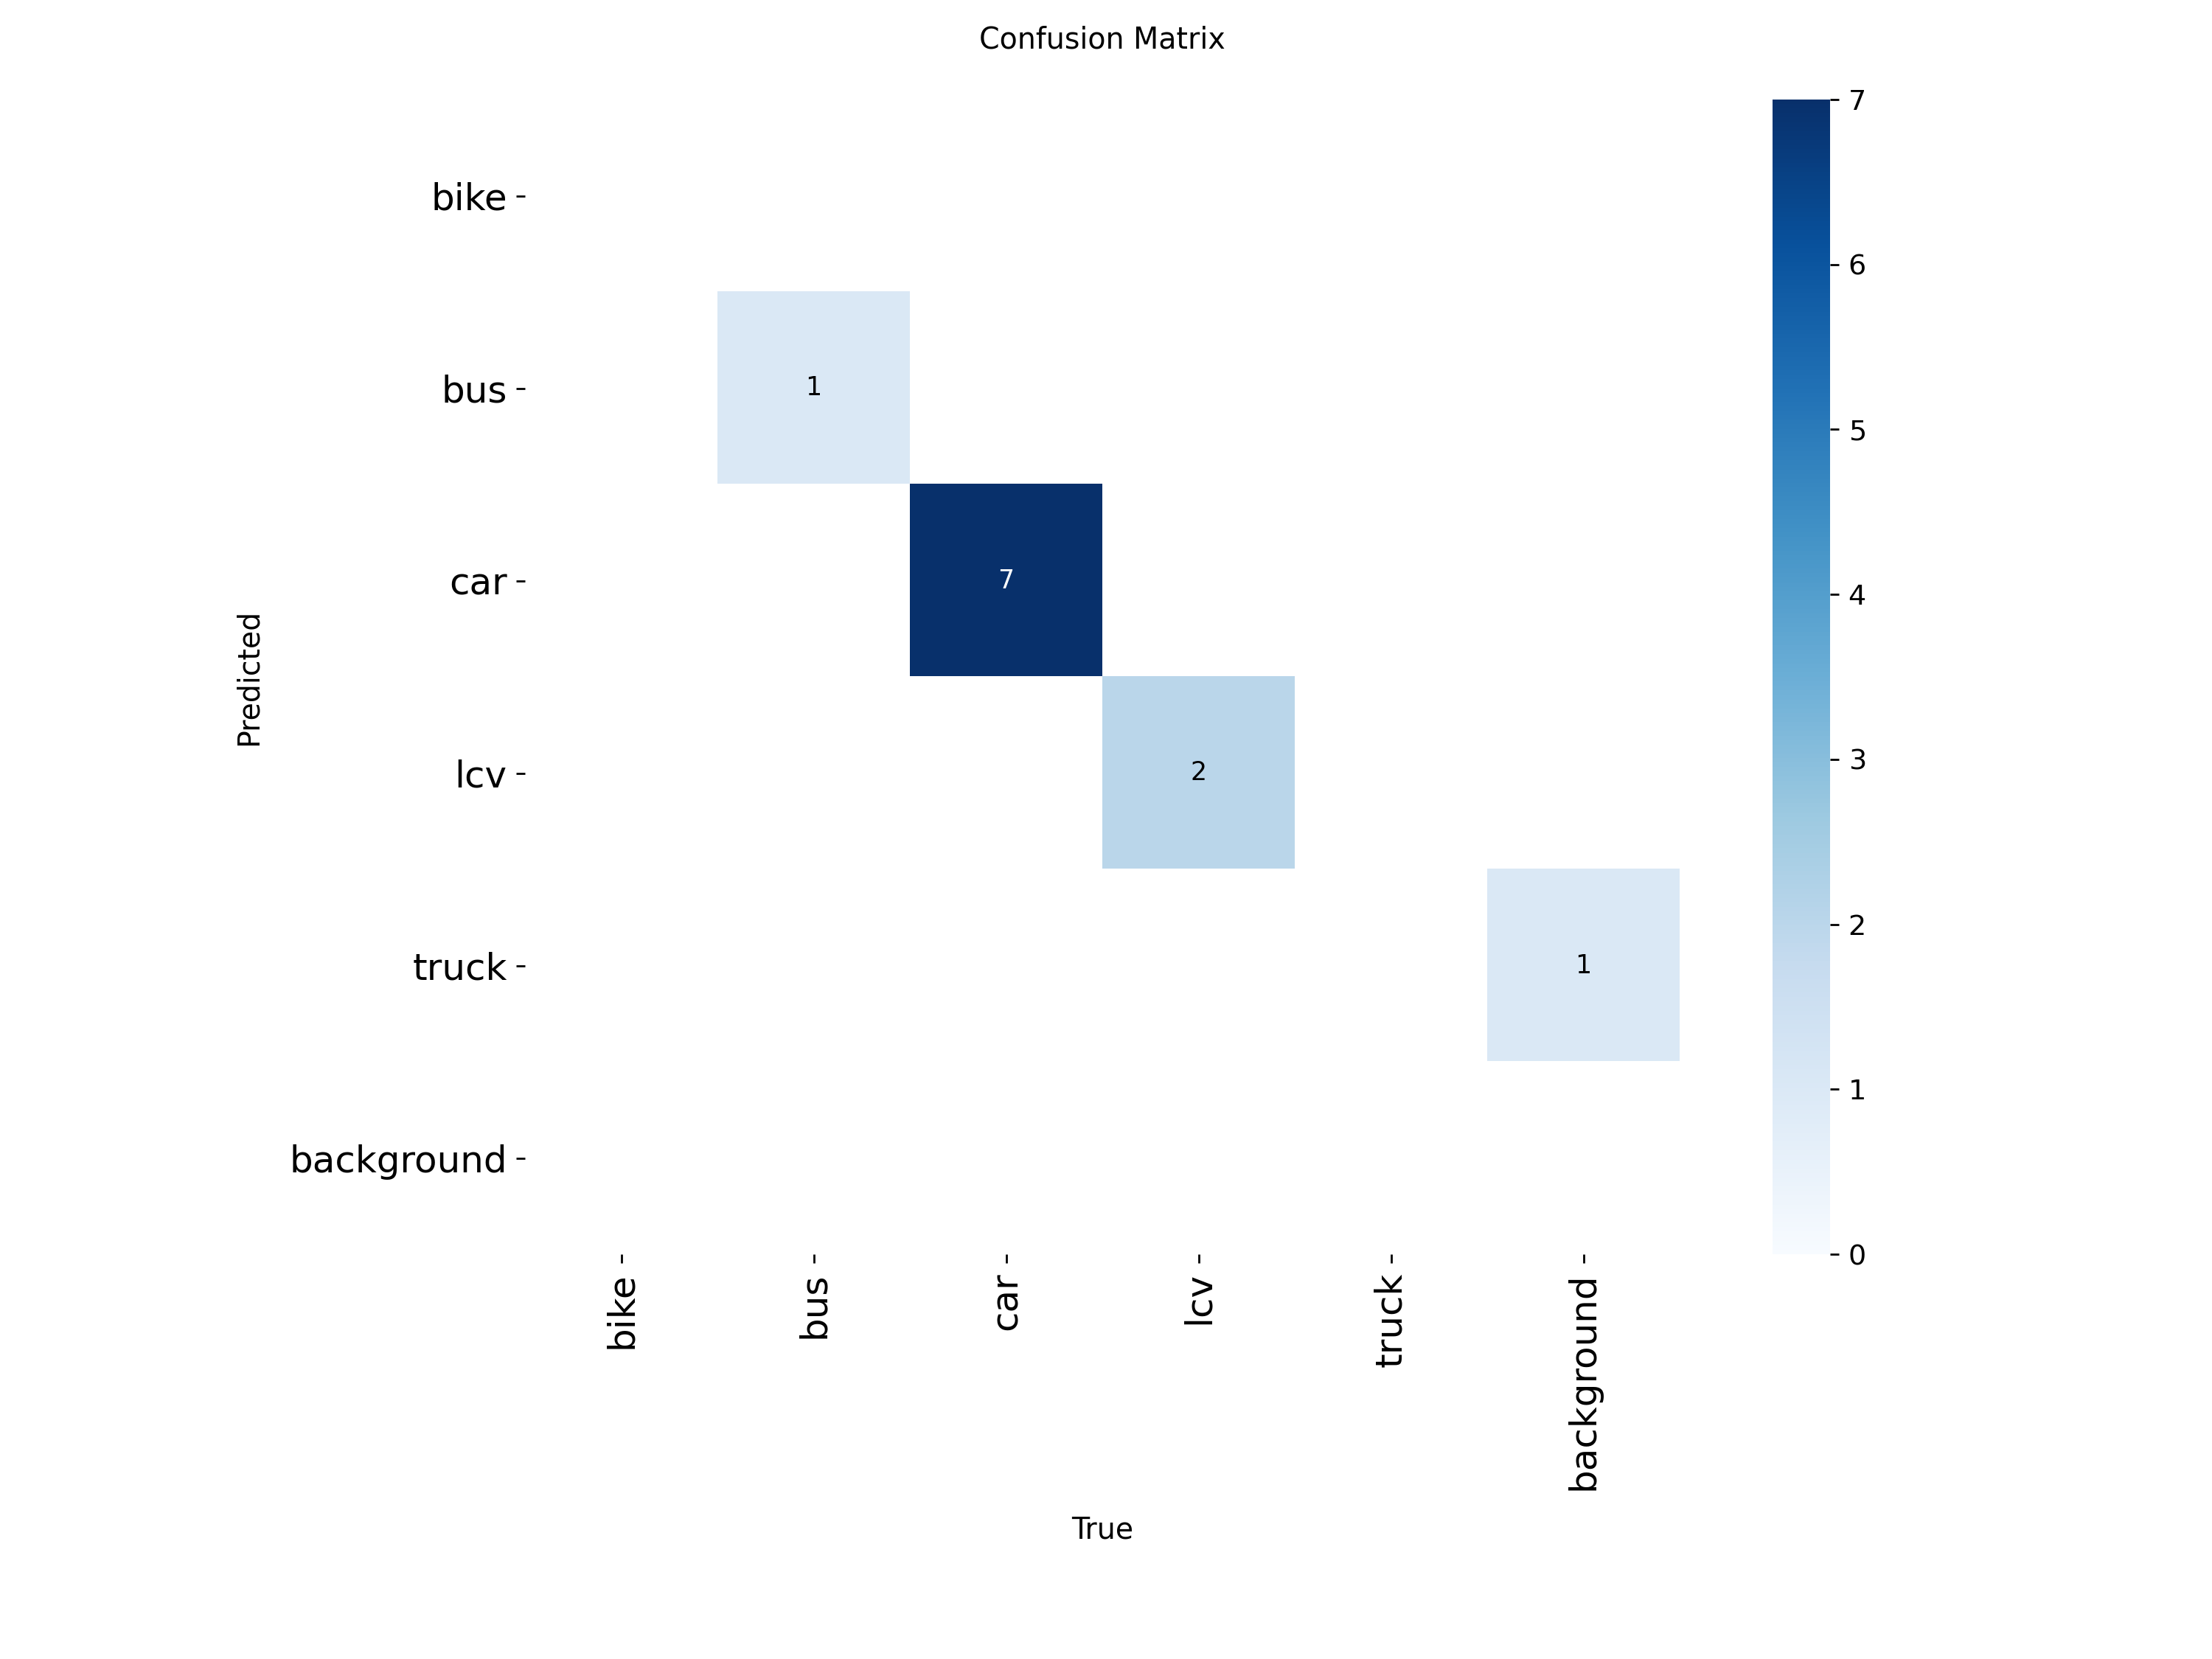 Confusion Matrix
bike
bus
car
lcv
truck
background
Predicted
1
7
2
1
bike
bus
car
lcv
truck
background
True
7
6
5
4
3
2
1
0